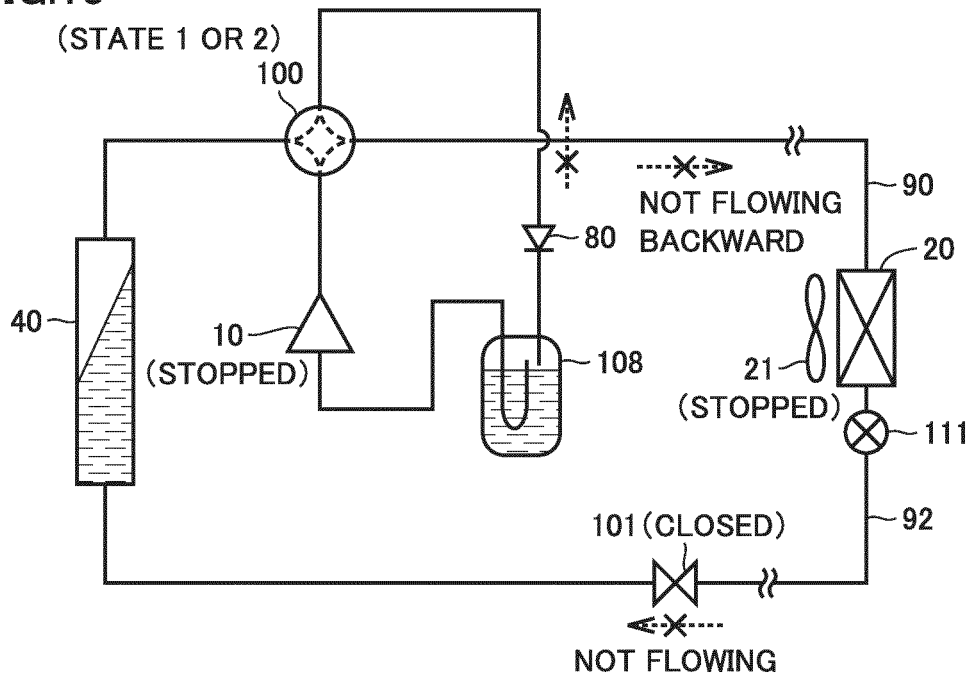 (STATE 1 OR 2)
100
NOT FLOWING
BACKWARD
90
80
20
40
10
(STOPPED)
108
21
(STOPPED)
111
101(CLOSED)
92
NOT FLOWING